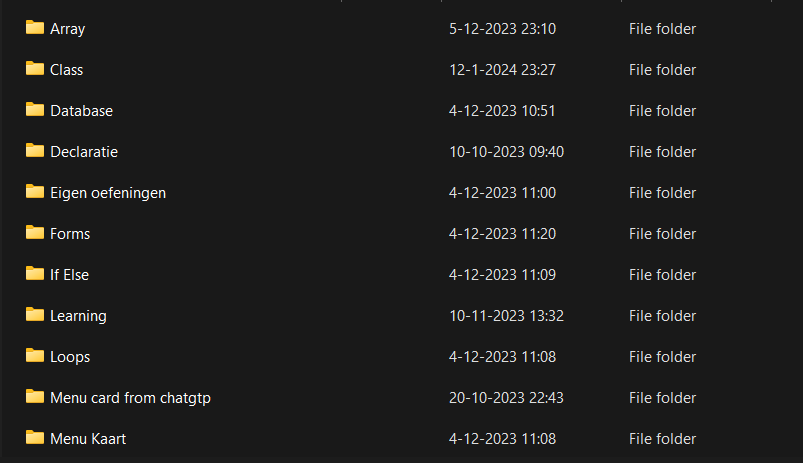 Array 5-12-2023 23:10 File folder
Class 12-1-2024 23:27 File folder
Database 4-12-2023 10:51 File folder
Declaratie 10-10-2023 09:40 File folder
Eigen oefeningen 4-12-2023 11:00 File folder
Forms 4-12-2023 11:20 File folder
If Else 4-12-2023 11:09 File folder
Learning 10-11-2023 13:32 File folder
Loops 4-12-2023 11:08 File folder
Menu card from chatgtp 20-10-2023 22:43 File folder
Menu Kaart 4-12-2023 11:08 File folder